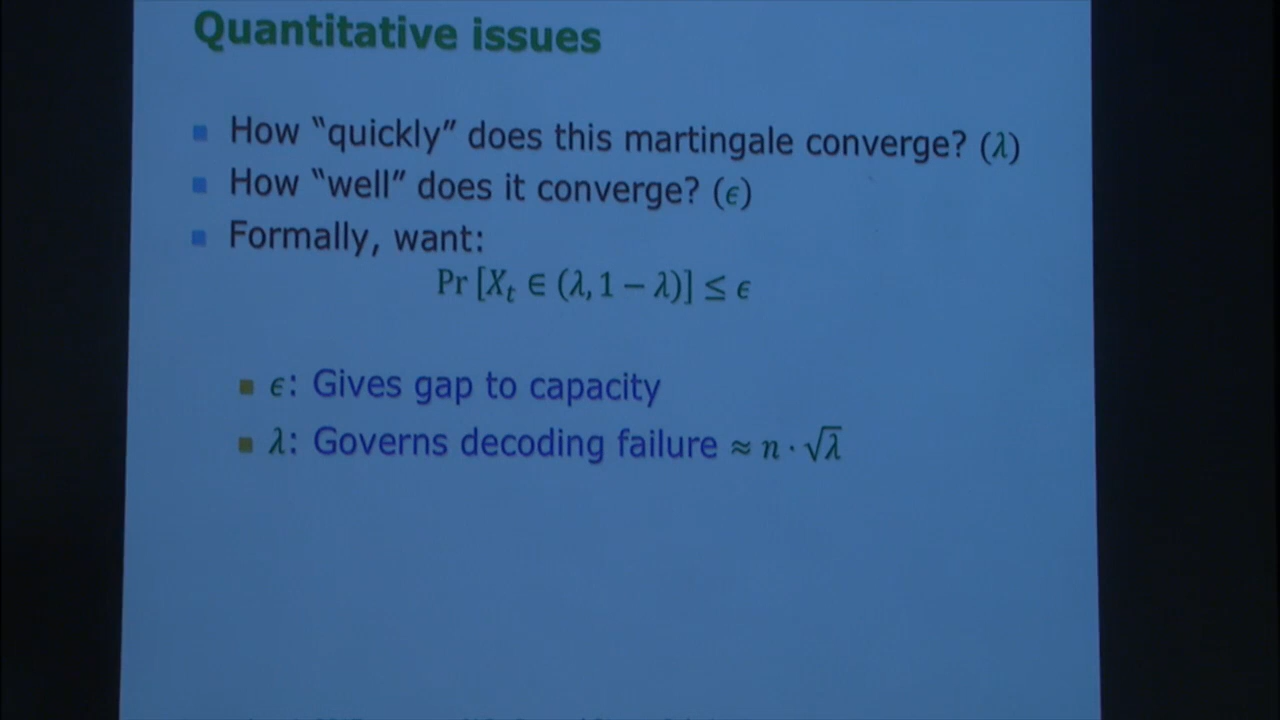 Quantitative issues
How “quickly” does this martingale converge? (λ)
How “well” does it converge? (ϵ)
Formally, want:
Pr [X_t ∈ (λ, 1 − λ)] ≤ ϵ
ϵ: Gives gap to capacity
λ: Governs decoding failure ≈ n · √λ